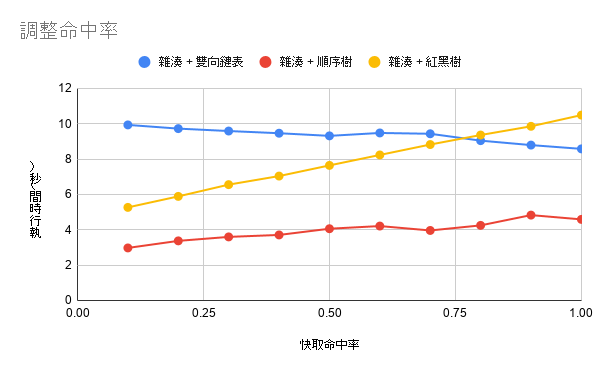 調整命中率
雜湊 + 雙向鏈表 雜湊 + 順序樹 雜湊 + 紅黑樹
12
10
8
6
4
2
0
執行時間(秒)
0.00 0.25 0.50 0.75 1.00
快取命中率